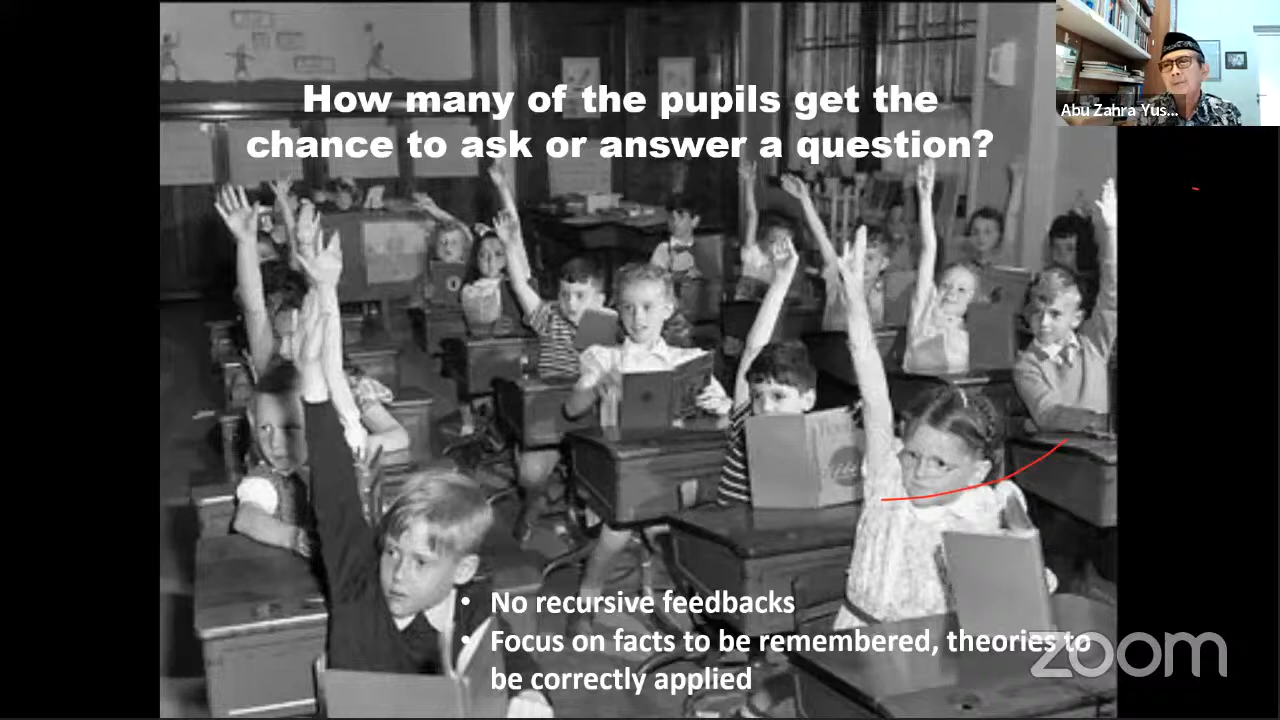 How many of the pupils get the
chance to ask or answer a question?
Abu Zahra Yus...
• No recursive feedbacks
• Focus on facts to be remembered, theories to
be correctly applied
zoom